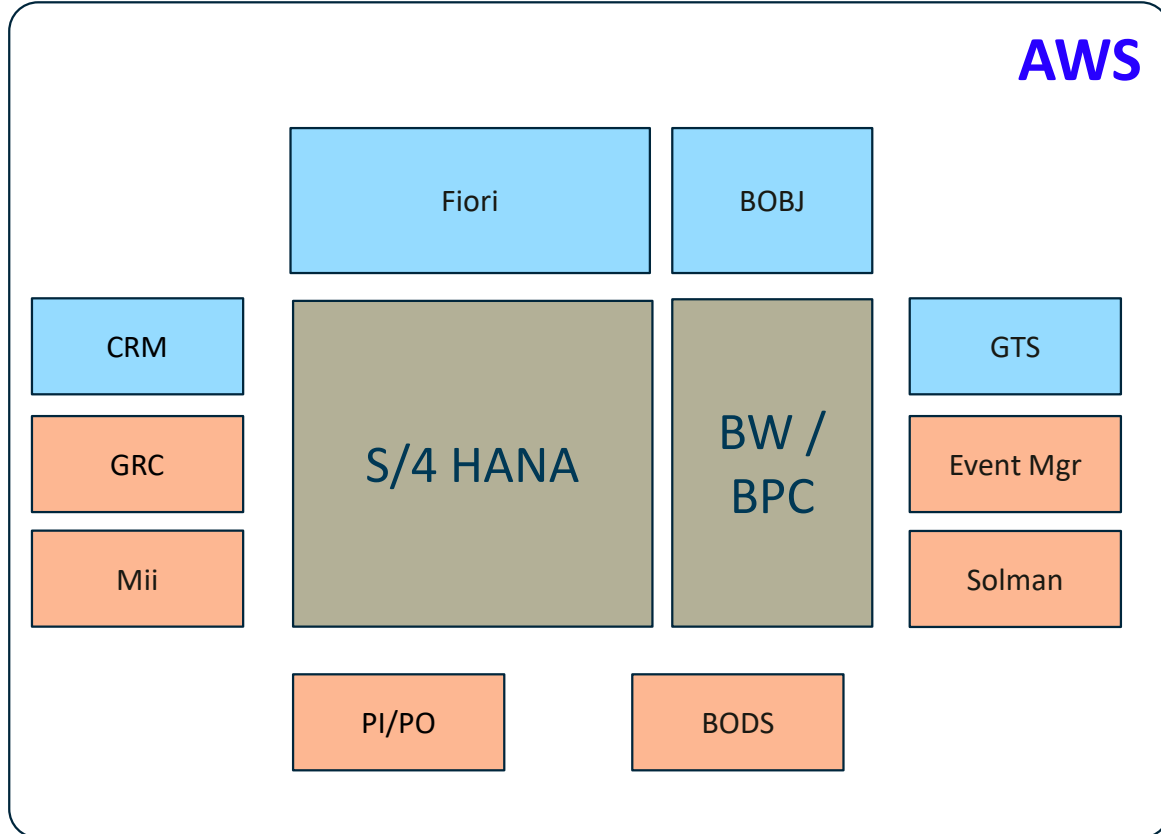 AWS
Fiori
BOBJ
CRM
GTS
S/4 HANA
BW /
BPC
GRC
Event Mgr
Mii
Solman
PI/PO
BODS